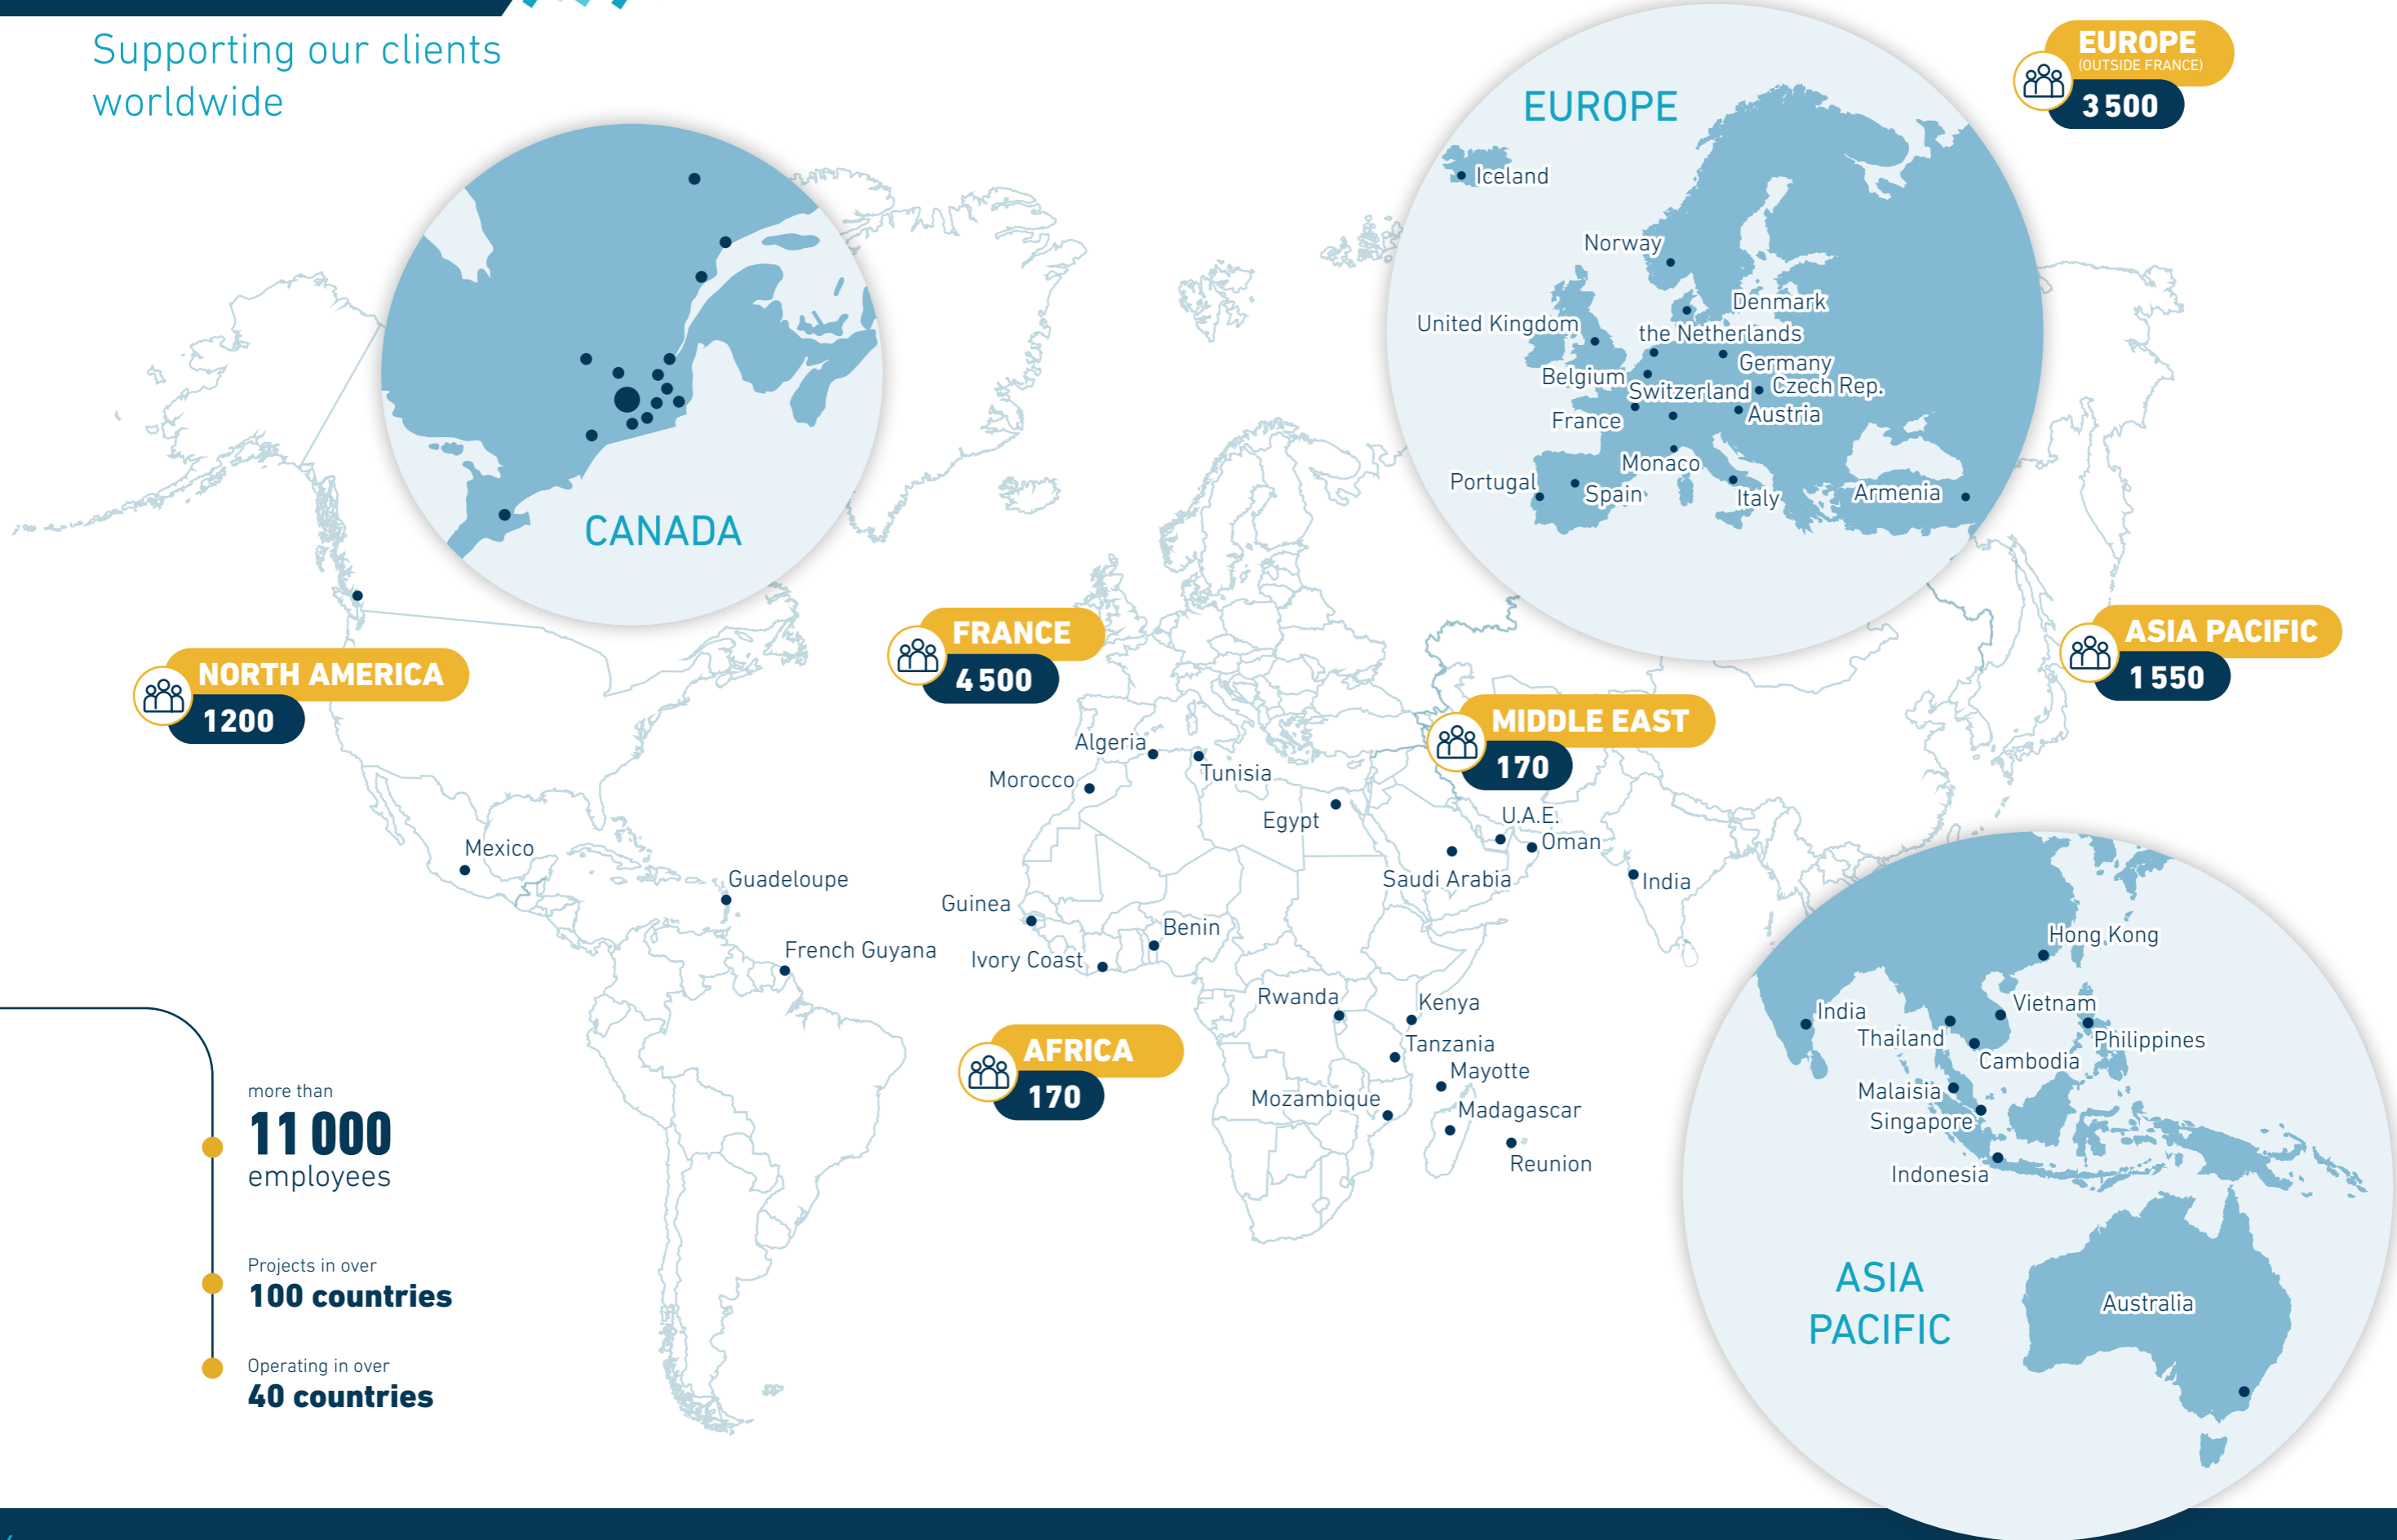 Supporting our clients
worldwide
EUROPE
(OUTSIDE FRANCE)
3 500
EUROPE
Iceland
Norway
Denmark
United Kingdom
the Netherlands
Germany
Belgium
Switzerland
Czech Rep.
France
Austria
Monaco
Portugal
Spain
Italy
Armenia
CANADA
NORTH AMERICA
1200
FRANCE
4 500
ASIA PACIFIC
1 550
MIDDLE EAST
170
Algeria
Tunisia
Morocco
Egypt
U.A.E.
Oman
Saudi Arabia
India
Mexico
Guadeloupe
French Guyana
Guinea
Benin
Ivory Coast
Rwanda
Kenya
Tanzania
Mayotte
Mozambique
Madagascar
Reunion
AFRICA
170
Hong Kong
India
Vietnam
Thailand
Philippines
Cambodia
Malaisia
Singapore
Indonesia
Australia
ASIA
PACIFIC
more than
11 000
employees
Projects in over
100 countries
Operating in over
40 countries